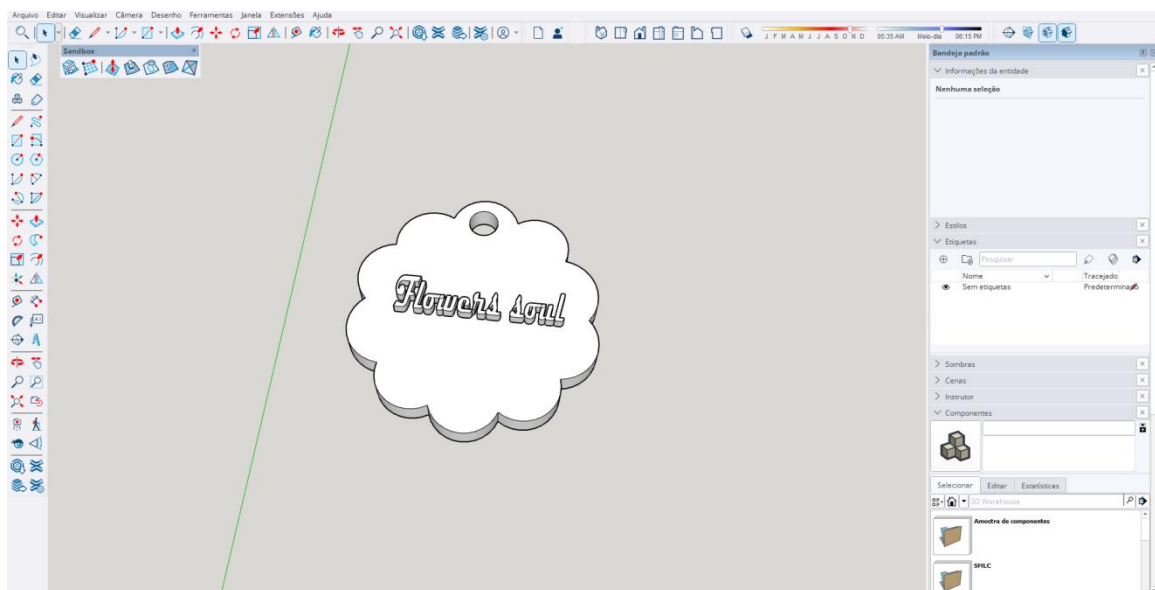 Arquivo Editar Visualizar Câmera Desenho Ferramentas Janela Extensões Ajuda
J F M A M J J A S O N D 05:35 AM Meio-dia 06:15 PM
Sandbox
Bandeja padrão
Informações da entidade
Nenhuma seleção
Flowers soul
Estilos
Etiquetas
Pesquisar
Nome Tracejado
Sem etiquetas Predeterminado
Sombras
Cenas
Instrutor
Componentes
Selecionar Editar Estatísticas
3D Warehouse
Amostra de componentes
SMLC